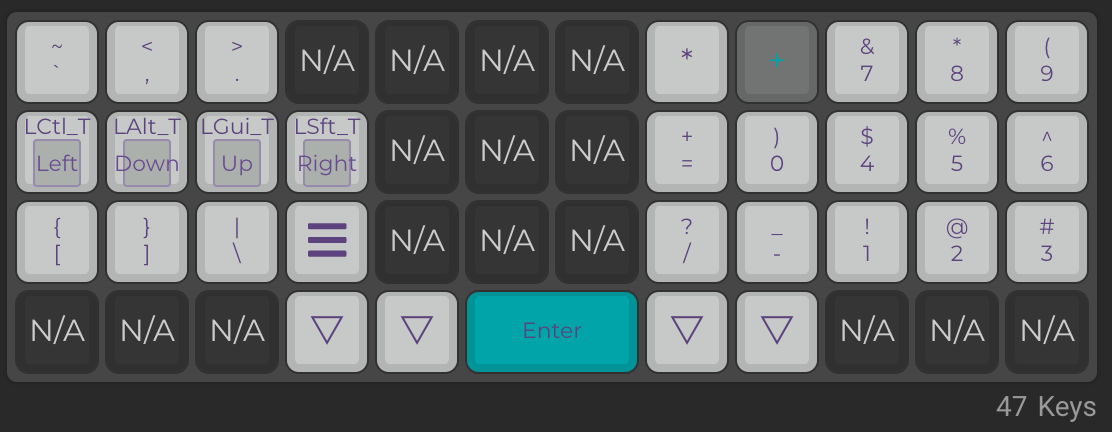 ~ < > N/A N/A N/A N/A * + & * (
` , . 7 8 9
LCtl_T LAlt_T LGui_T LSft_T N/A N/A N/A + ) $ % ^
Left Down Up Right = 0 4 5 6
{ } | N/A N/A N/A ? _ ! @ #
[ ] \ / - 1 2 3
N/A N/A N/A Enter N/A N/A N/A
47 Keys